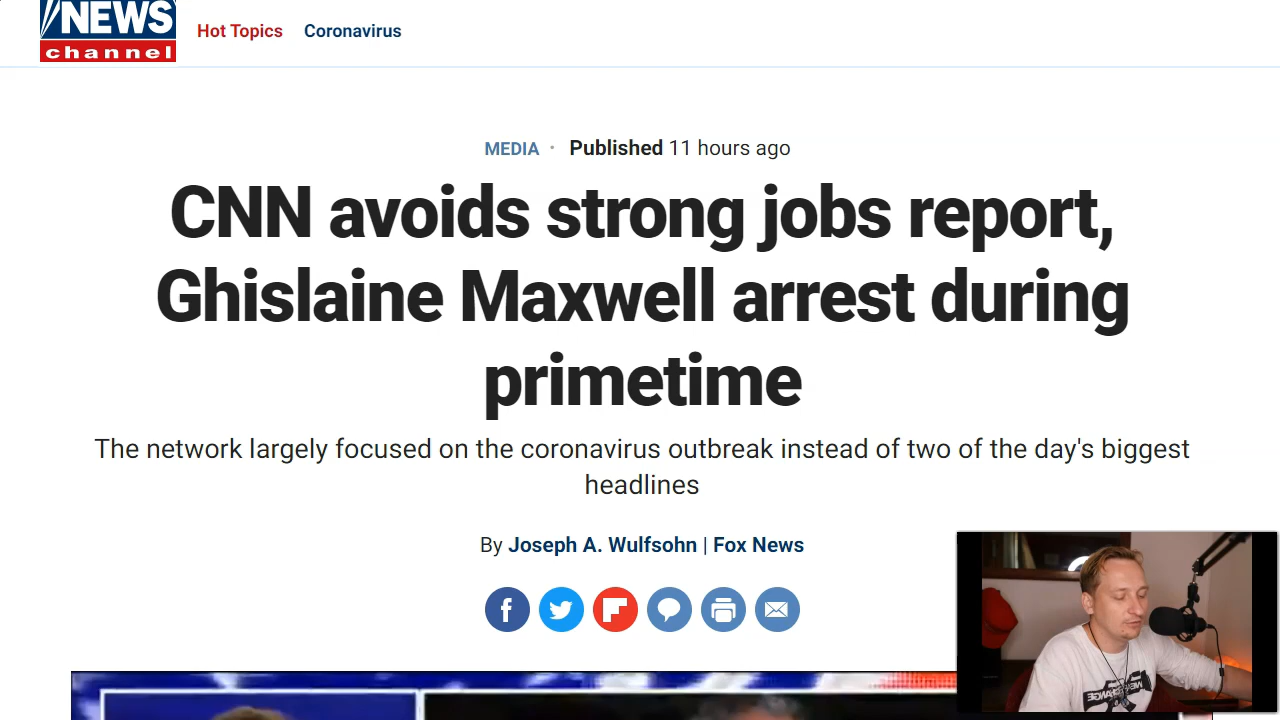 NEWS
channel
Hot Topics Coronavirus
MEDIA · Published 11 hours ago
CNN avoids strong jobs report,
Ghislaine Maxwell arrest during
primetime
The network largely focused on the coronavirus outbreak instead of two of the day's biggest
headlines
By Joseph A. Wulfsohn | Fox News